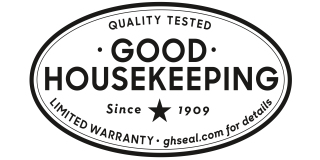 QUALITY TESTED
· GOOD ·
HOUSEKEEPING
Since ★ 1909
LIMITED WARRANTY · ghseal.com for details